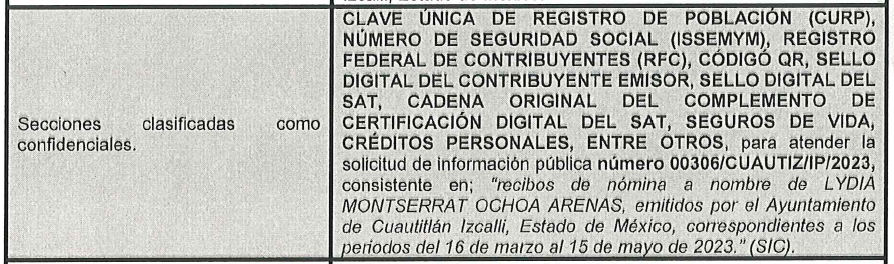 CLAVE ÚNICA DE REGISTRO DE POBLACIÓN (CURP),
NÚMERO DE SEGURIDAD SOCIAL (ISSEMYM), REGISTRO
FEDERAL DE CONTRIBUYENTES (RFC), CÓDIGÓ QR, SELLO
DIGITAL DEL CONTRIBUYENTE EMISOR, SELLO DIGITAL DEL
SAT, CADENA ORIGINAL DEL COMPLEMENTO DE
CERTIFICACIÓN DIGITAL DEL SAT, SEGUROS DE VIDA,
CRÉDITOS PERSONALES, ENTRE OTROS, para atender la
solicitud de información pública número 00306/CUAUTIZ/IP/2023,
consistente en; "recibos de nómina a nombre de LYDIA
MONTSERRAT OCHOA ARENAS, emitidos por el Ayuntamiento
de Cuautitlán Izcalli, Estado de México, correspondientes a los
periodos del 16 de marzo al 15 de mayo de 2023." (SIC).
Secciones clasificadas como
confidenciales.